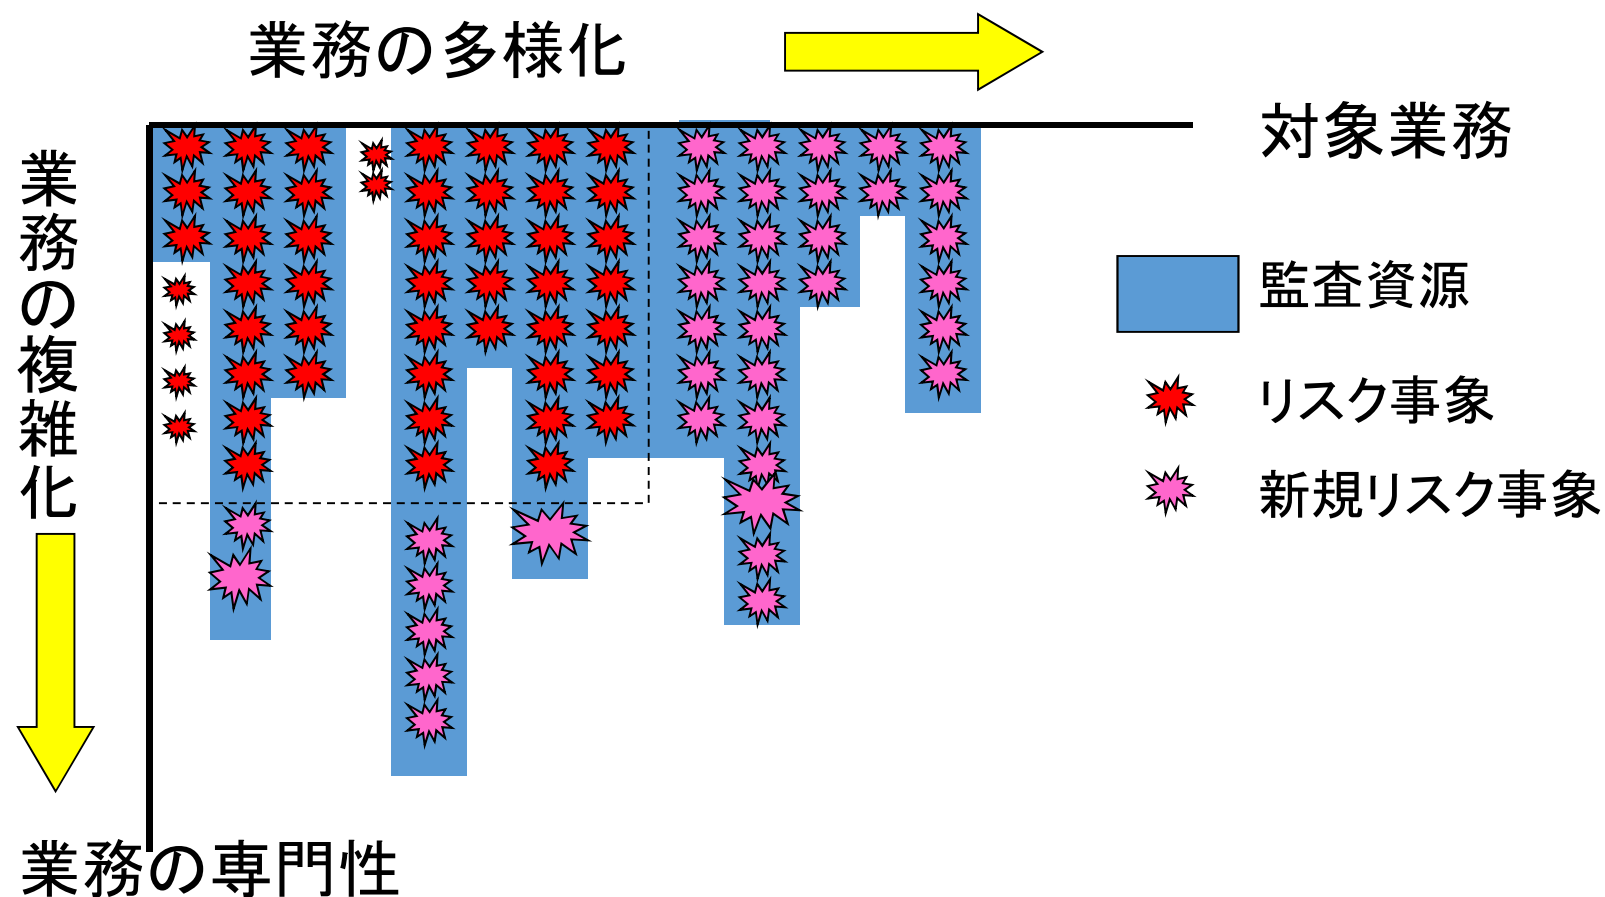 業務の多様化
対象業務
業務の複雑化
監査資源
リスク事象
新規リスク事象
業務の専門性